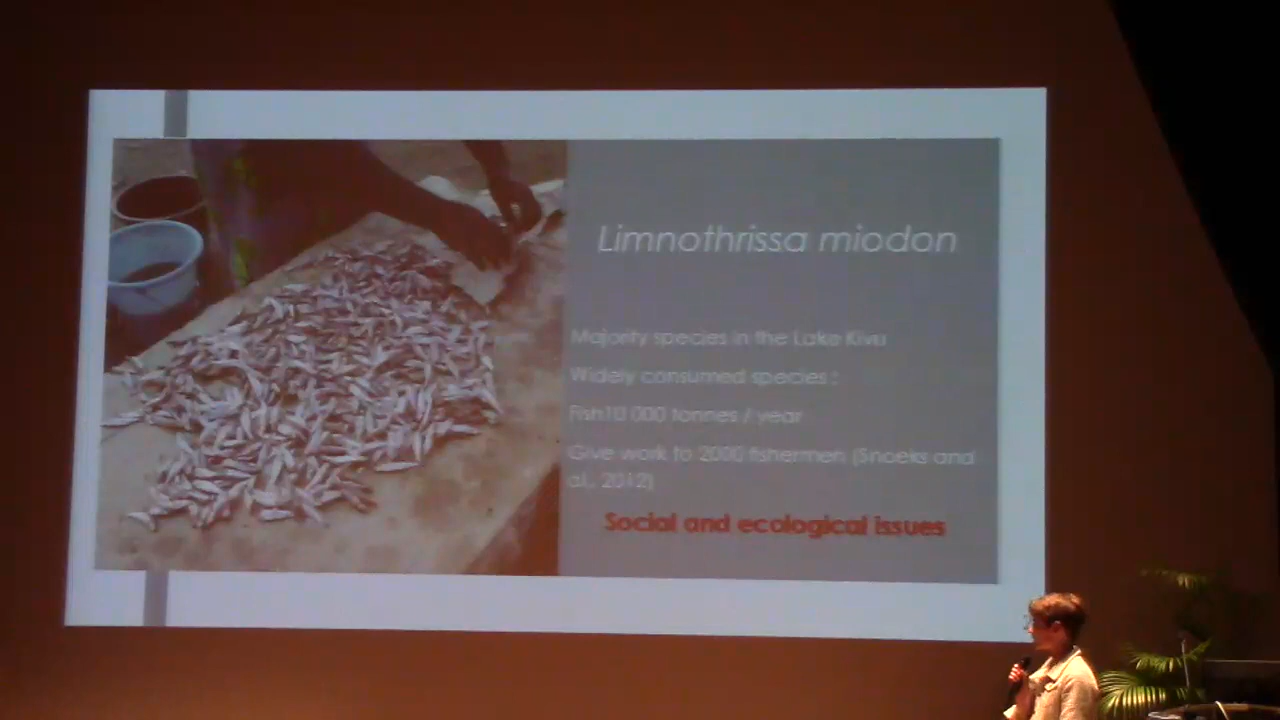 Limnothrissa miodon
Majority species in the Lake Kivu
Widely consumed species :
Fish10 000 tonnes / year
Give work to 2000 fishermen (Snoeks and
al., 2012)
Social and ecological issues